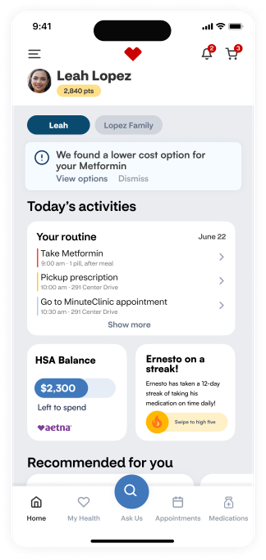 9:41
2
3
Leah Lopez
2,840 pts
Leah
Lopez Family
We found a lower cost option for
your Metformin
View options Dismiss
Today's activities
Your routine
June 22
Take Metformin
9:00 am · 1 pill, after meal
Pickup prescription
10:00 am · 291 Center Drive
Go to MinuteClinic appointment
10:30 am · 291 Center Drive
Show more
HSA Balance
$2,300
Left to spend
aetna
Ernesto on a
streak!
Ernesto has taken a 12-day
streak of taking his
medication on time daily!
Swipe to high five
Recommended for you
Home
My Health
Ask Us
Appointments
Medications